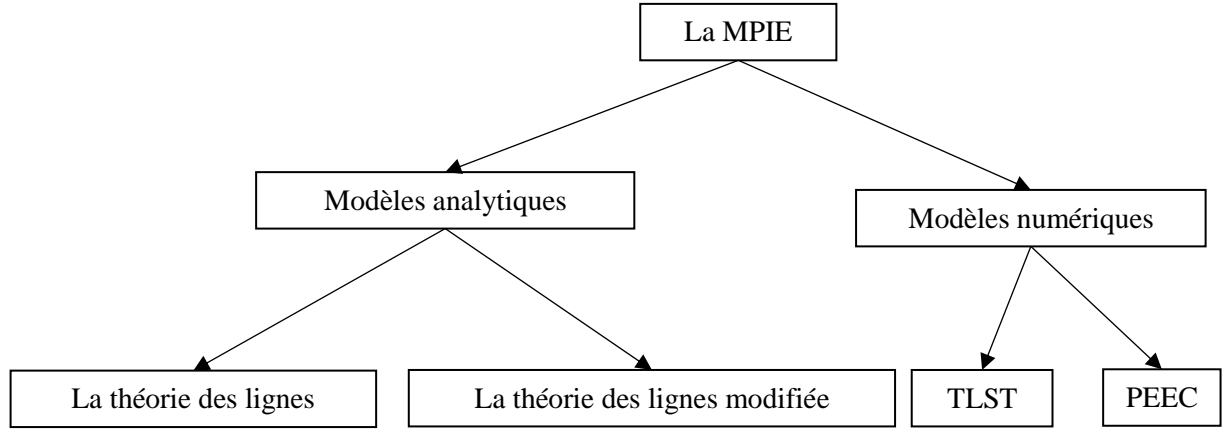 La MPIE
Modèles analytiques
Modèles numériques
La théorie des lignes
La théorie des lignes modifiée
TLST
PEEC